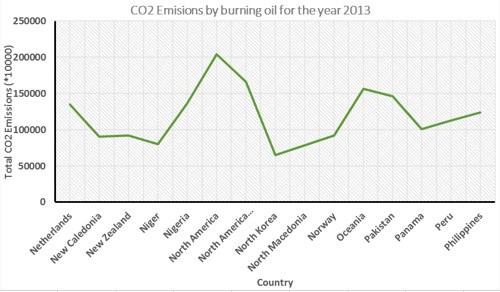 CO2 Emisions by burning oil for the year 2013
Total CO2 Emissions (*10000)
250000
200000
150000
100000
50000
0
Netherlands
New Caledonia
New Zealand
Niger
Nigeria
North America
North America...
North Korea
North Macedonia
Norway
Oceania
Pakistan
Panama
Peru
Philippines
Country